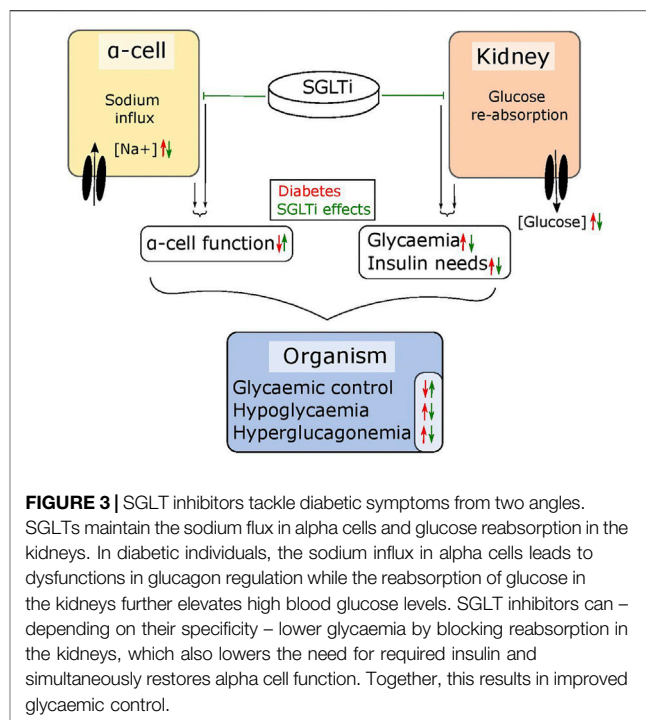 α-cell
Sodium
influx
[Na+]
SGLTi
Kidney
Glucose
re-absorption
[Glucose]
Diabetes
SGLTi effects
α-cell function
Glycaemia
Insulin needs
Organism
Glycaemic control
Hypoglycaemia
Hyperglucagonemia
FIGURE 3 | SGLT inhibitors tackle diabetic symptoms from two angles.
SGLTs maintain the sodium flux in alpha cells and glucose reabsorption in the
kidneys. In diabetic individuals, the sodium influx in alpha cells leads to
dysfunctions in glucagon regulation while the reabsorption of glucose in
the kidneys further elevates high blood glucose levels. SGLT inhibitors can –
depending on their specificity – lower glycaemia by blocking reabsorption in
the kidneys, which also lowers the need for required insulin and
simultaneously restores alpha cell function. Together, this results in improved
glycaemic control.